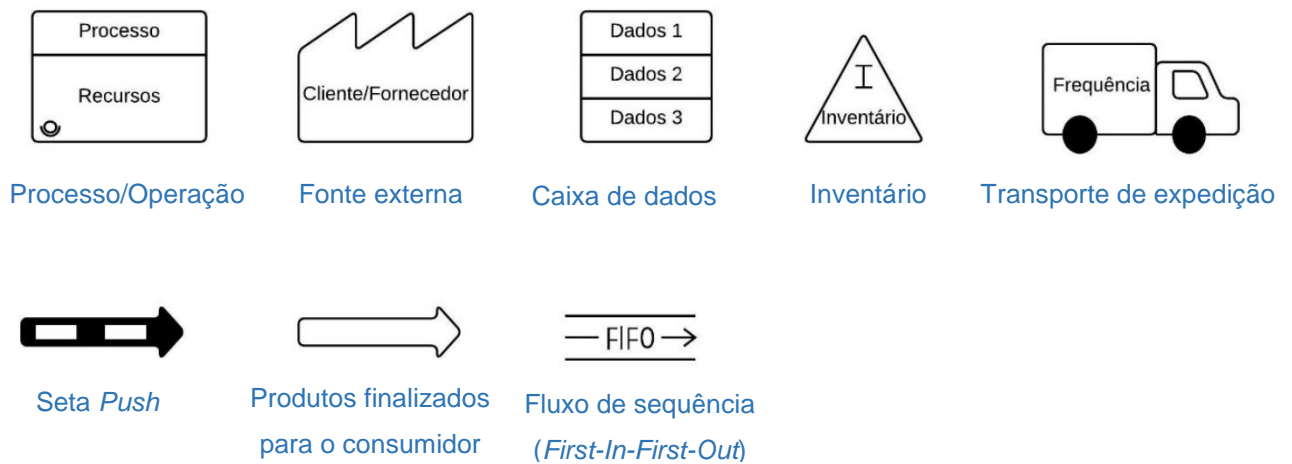 Processo
Recursos
Cliente/Fornecedor
Dados 1
Dados 2
Dados 3
I
Inventário
Frequência
Processo/Operação
Fonte externa
Caixa de dados
Inventário
Transporte de expedição
FIFO
Seta Push
Produtos finalizados
para o consumidor
Fluxo de sequência
(First-In-First-Out)